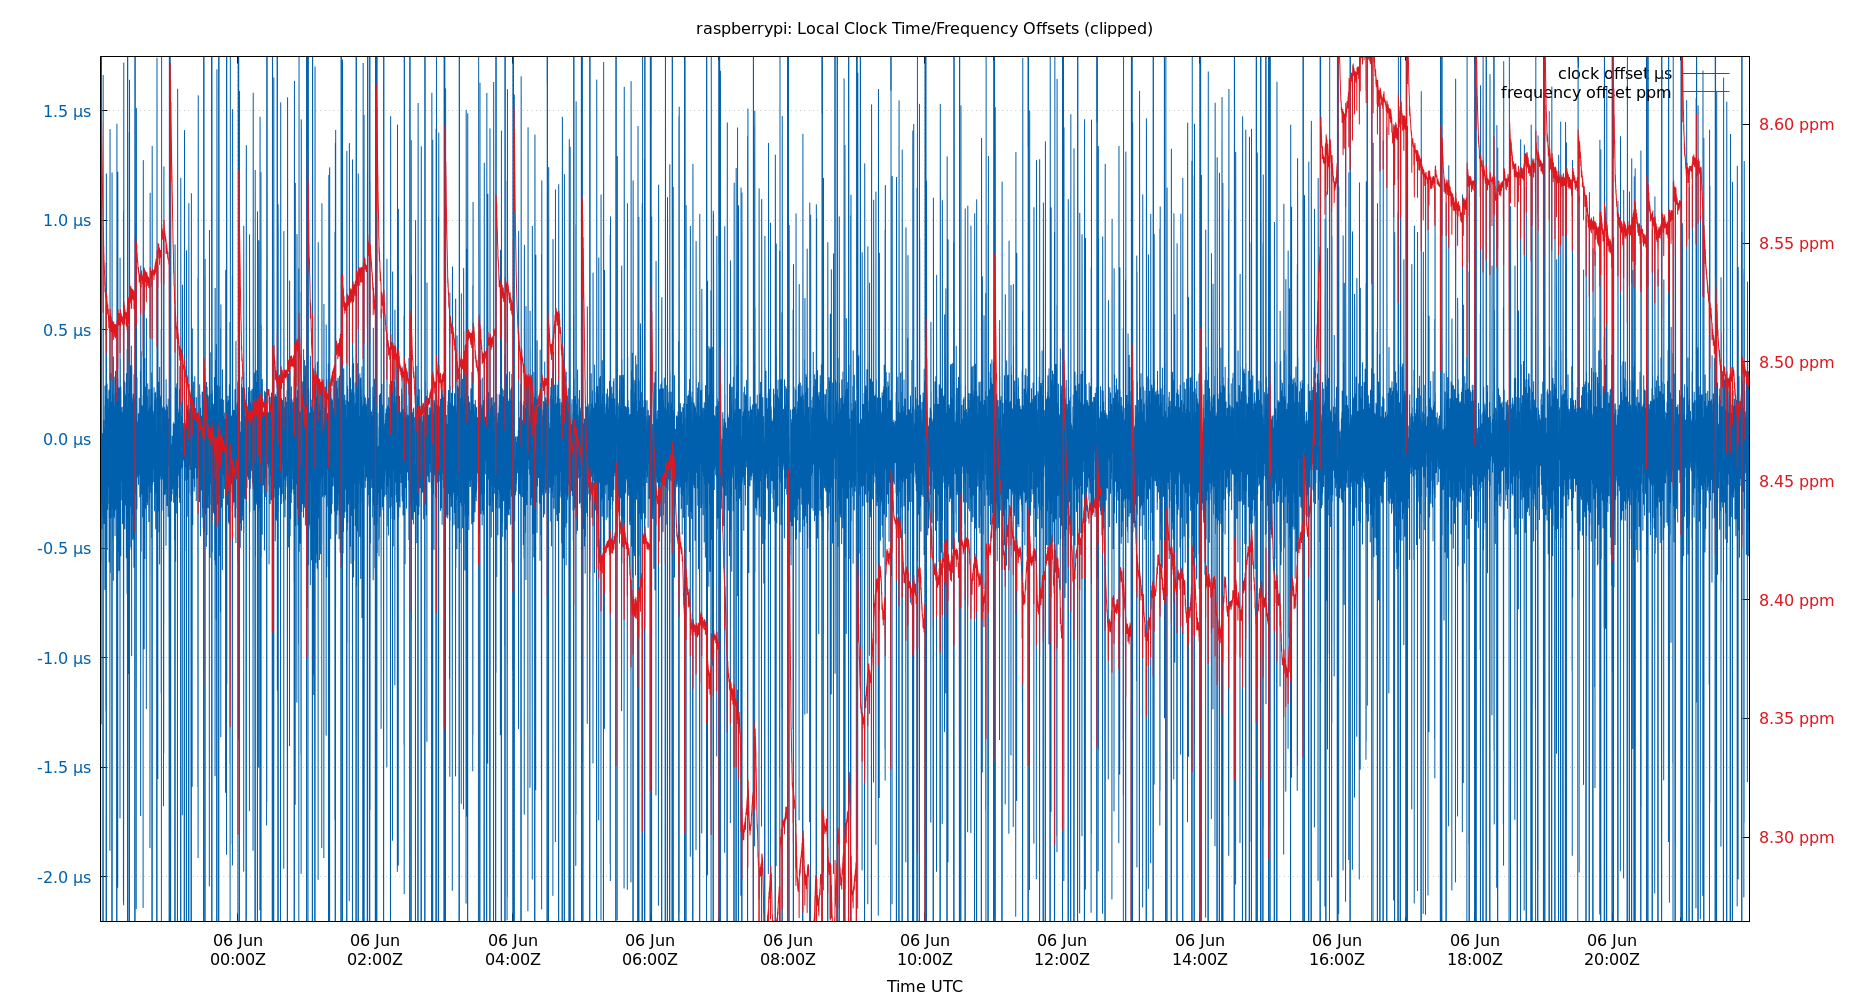 raspberrypi: Local Clock Time/Frequency Offsets (clipped)
clock offset µs
frequency offset ppm
1.5 µs
1.0 µs
0.5 µs
0.0 µs
-0.5 µs
-1.0 µs
-1.5 µs
-2.0 µs
8.60 ppm
8.55 ppm
8.50 ppm
8.45 ppm
8.40 ppm
8.35 ppm
8.30 ppm
06 Jun
00:00Z
06 Jun
02:00Z
06 Jun
04:00Z
06 Jun
06:00Z
06 Jun
08:00Z
06 Jun
10:00Z
06 Jun
12:00Z
06 Jun
14:00Z
06 Jun
16:00Z
06 Jun
18:00Z
06 Jun
20:00Z
Time UTC